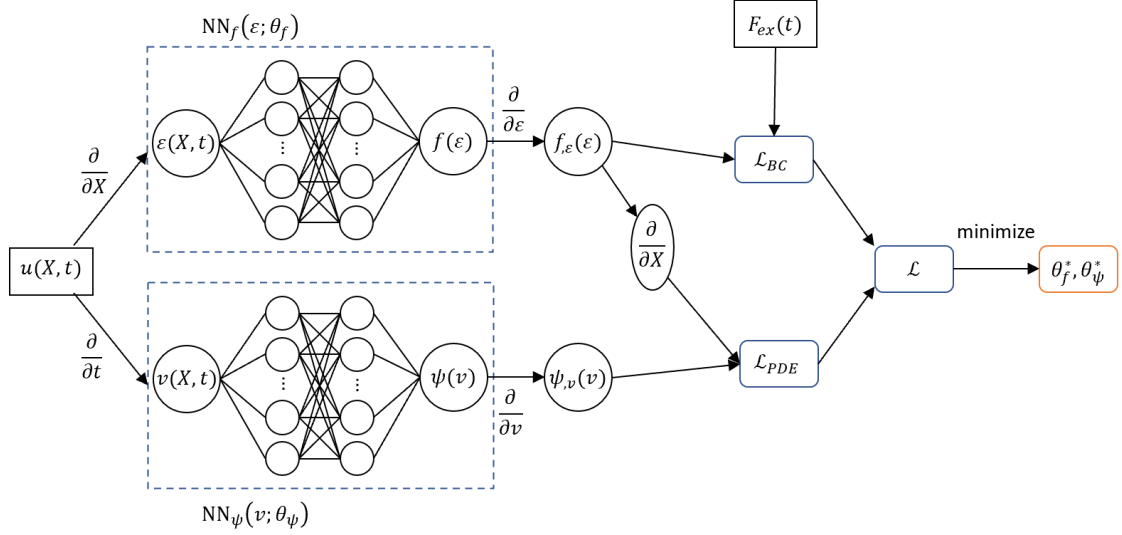 NN_f(ε; θ_f)
F_ex(t)
∂/∂X
ε(X, t)
⋮
⋮
f(ε)
∂/∂ε
f_,ε(ε)
ℒ_BC
∂/∂X
minimize
u(X, t)
ℒ
θ_f^*, θ_ψ^*
∂/∂t
v(X, t)
⋮
⋮
ψ(v)
∂/∂v
ψ_,v(v)
ℒ_PDE
NN_ψ(v; θ_ψ)